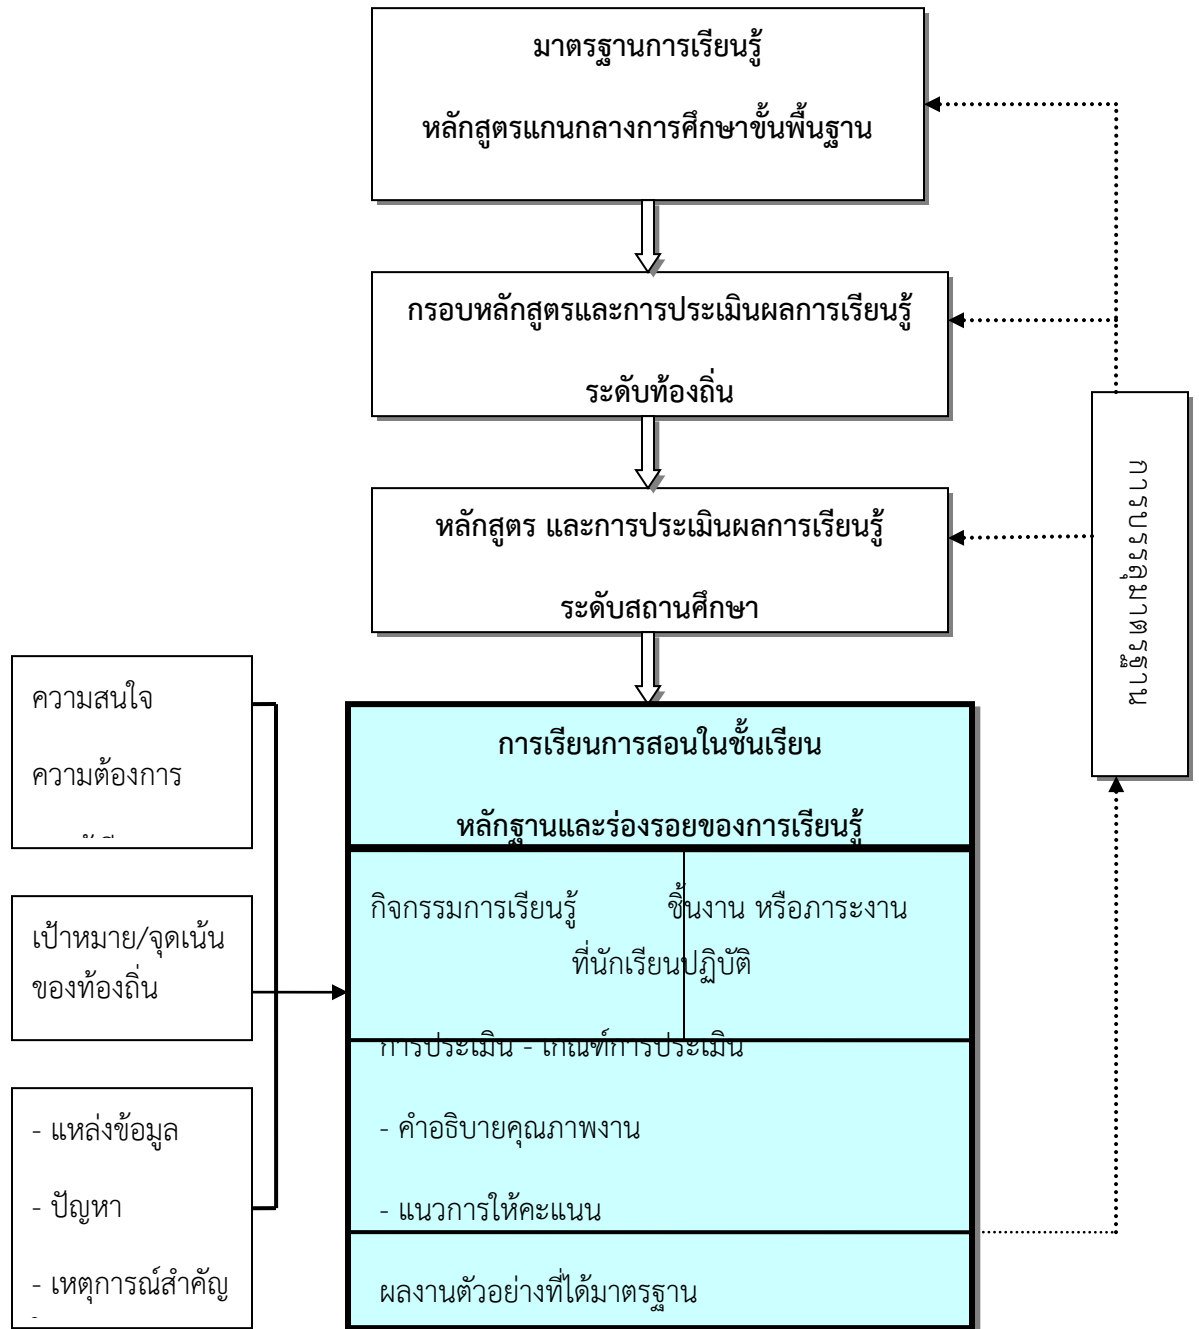 มาตรฐานการเรียนรู้
หลักสูตรแกนกลางการศึกษาขั้นพื้นฐาน
กรอบหลักสูตรและการประเมินผลการเรียนรู้
ระดับท้องถิ่น
หลักสูตร และการประเมินผลการเรียนรู้
ระดับสถานศึกษา
การบรรลุมาตรฐาน
ความสนใจ
ความต้องการ
เป้าหมาย/จุดเน้น
ของท้องถิ่น
- แหล่งข้อมูล
- ปัญหา
- เหตุการณ์สำคัญ
การเรียนการสอนในชั้นเรียน
หลักฐานและร่องรอยของการเรียนรู้
กิจกรรมการเรียนรู้ ชิ้นงาน หรือภาระงาน
ที่นักเรียนปฏิบัติ
การประเมิน - เกณฑ์การประเมิน
- คำอธิบายคุณภาพงาน
- แนวการให้คะแนน
ผลงานตัวอย่างที่ได้มาตรฐาน